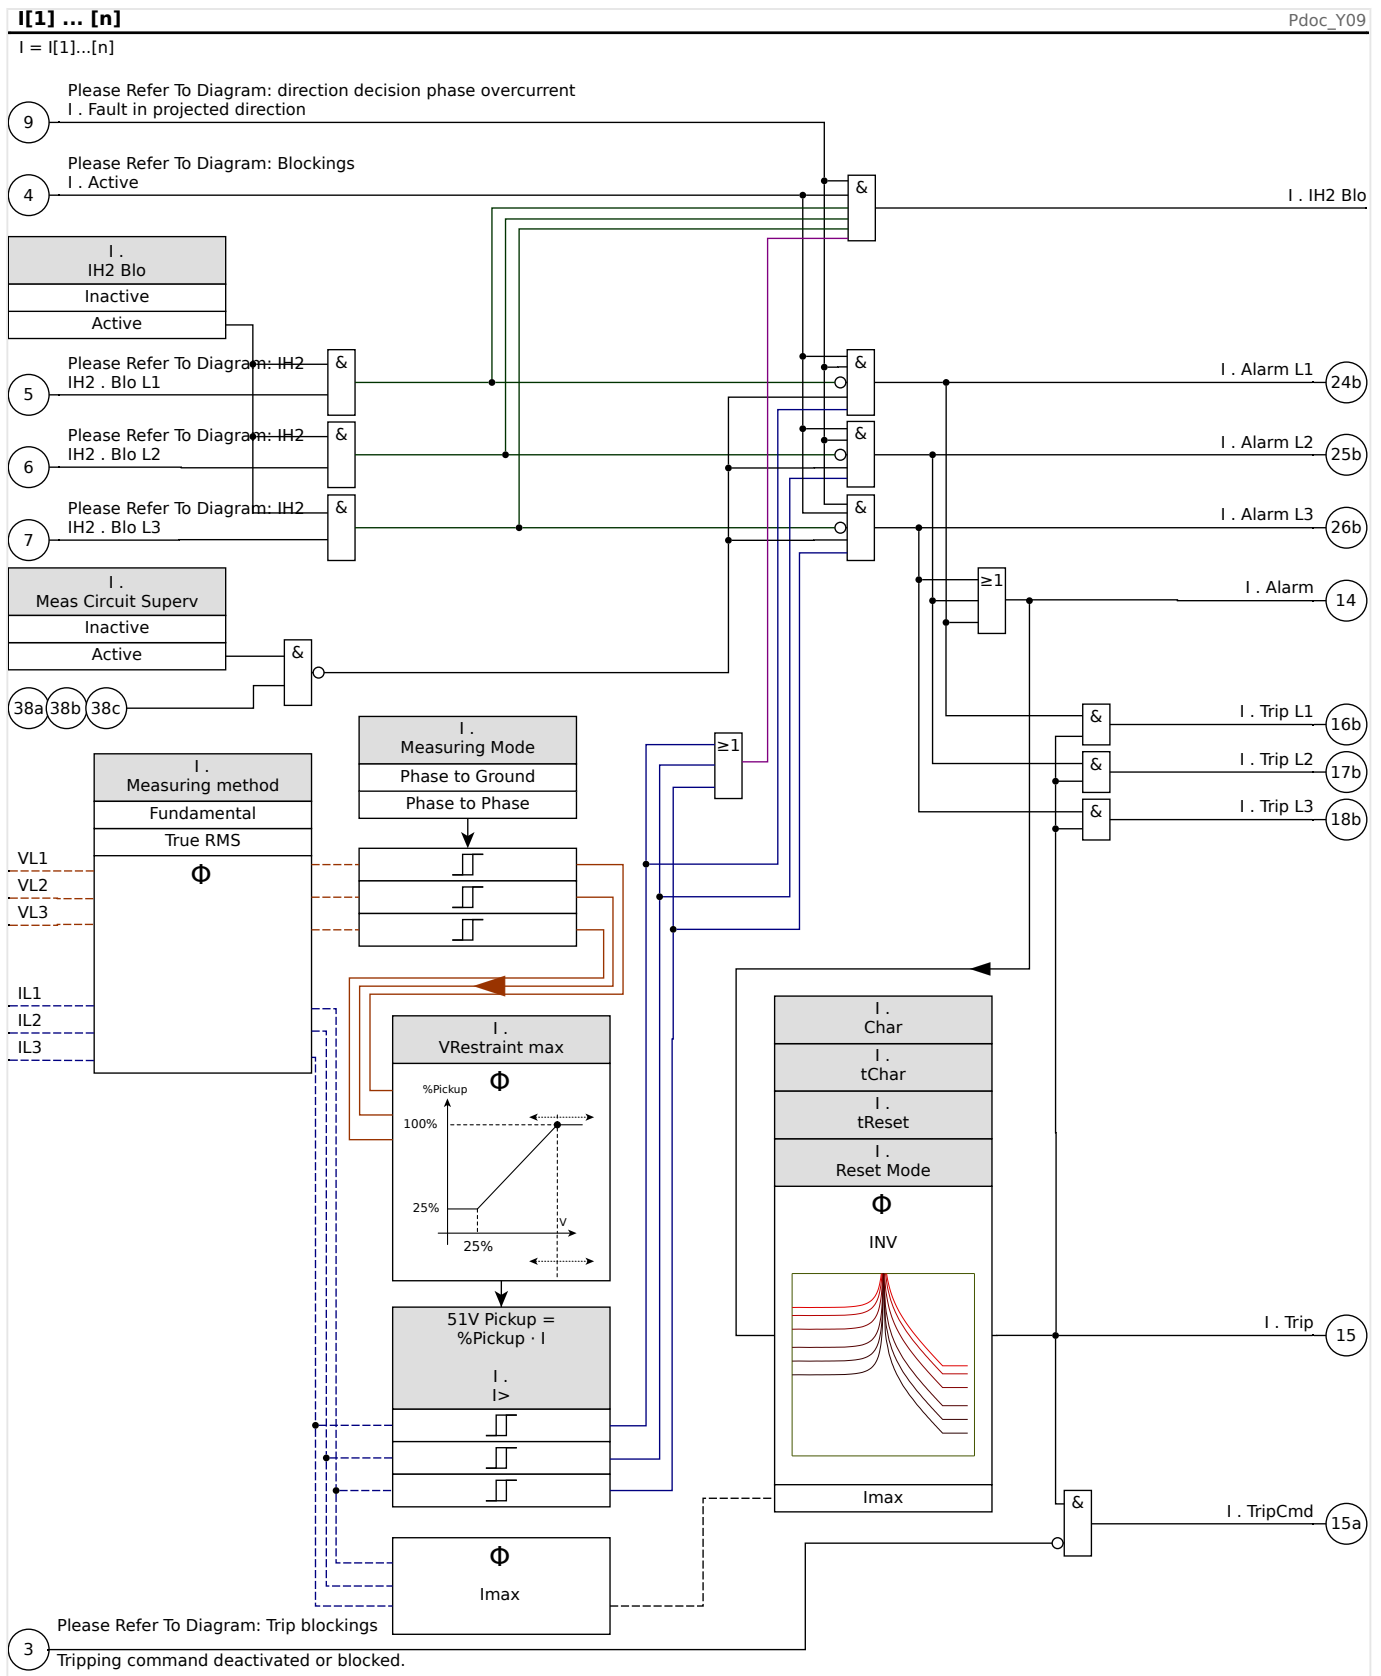 I[1] ... [n]
Pdoc_Y09
I = I[1]...[n]
Please Refer To Diagram: direction decision phase overcurrent
I . Fault in projected direction
9
Please Refer To Diagram: Blockings
I . Active
4
&
I . IH2 Blo
I .
IH2 Blo
Inactive
Active
Please Refer To Diagram: IH2
IH2 . Blo L1
5
&
&
I . Alarm L1
24b
Please Refer To Diagram: IH2
IH2 . Blo L2
6
&
&
I . Alarm L2
25b
Please Refer To Diagram: IH2
IH2 . Blo L3
7
&
&
I . Alarm L3
26b
I .
Meas Circuit Superv
Inactive
Active
≥1
I . Alarm
14
&
38a
38b
38c
I .
Measuring Mode
Phase to Ground
Phase to Phase
≥1
&
I . Trip L1
16b
&
I . Trip L2
17b
&
I . Trip L3
18b
I .
Measuring method
Fundamental
True RMS
Φ
VL1
VL2
VL3
IL1
IL2
IL3
I .
VRestraint max
Φ
%Pickup
100%
25%
V
25%
I .
Char
I .
tChar
I .
tReset
I .
Reset Mode
Φ
INV
Imax
51V Pickup =
%Pickup · I
I .
I>
I . Trip
15
Φ
Imax
&
I . TripCmd
15a
Please Refer To Diagram: Trip blockings
3
Tripping command deactivated or blocked.